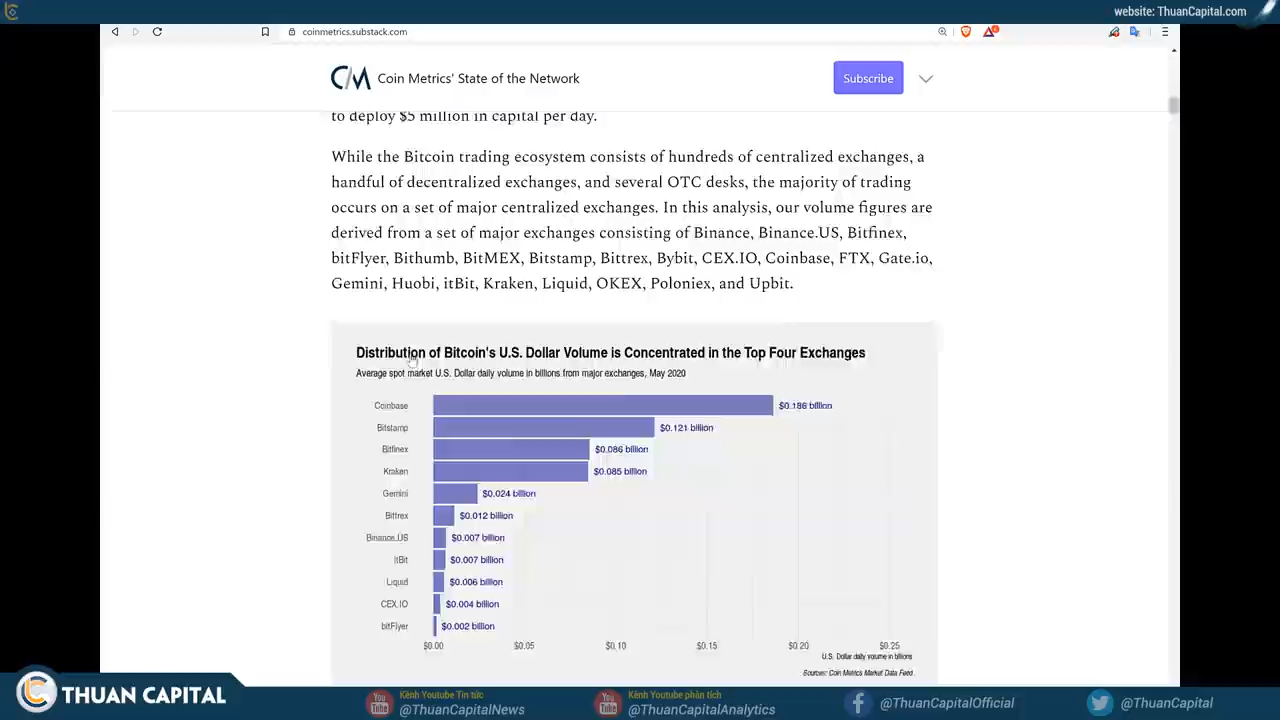 website: ThuanCapital.com
coinmetrics.substack.com
CM Coin Metrics' State of the Network
Subscribe
to deploy $5 million in capital per day.
While the Bitcoin trading ecosystem consists of hundreds of centralized exchanges, a
handful of decentralized exchanges, and several OTC desks, the majority of trading
occurs on a set of major centralized exchanges. In this analysis, our volume figures are
derived from a set of major exchanges consisting of Binance, Binance.US, Bitfinex,
bitFlyer, Bithumb, BitMEX, Bitstamp, Bittrex, Bybit, CEX.IO, Coinbase, FTX, Gate.io,
Gemini, Huobi, itBit, Kraken, Liquid, OKEX, Poloniex, and Upbit.
Distribution of Bitcoin's U.S. Dollar Volume is Concentrated in the Top Four Exchanges
Average spot market U.S. Dollar daily volume in billions from major exchanges, May 2020
Coinbase $0.186 billion
Bitstamp $0.121 billion
Bitfinex $0.086 billion
Kraken $0.085 billion
Gemini $0.024 billion
Bittrex $0.012 billion
Binance.US $0.007 billion
itBit $0.007 billion
Liquid $0.006 billion
CEX.IO $0.004 billion
bitFlyer $0.002 billion
$0.00 $0.05 $0.10 $0.15 $0.20 $0.25
U.S. Dollar daily volume in billions
Sources: Coin Metrics Market Data Feed
THUAN CAPITAL
Kênh Youtube Tin tức
@ThuanCapitalNews
Kênh Youtube phân tích
@ThuanCapitalAnalytics
@ThuanCapitalOfficial
@ThuanCapital